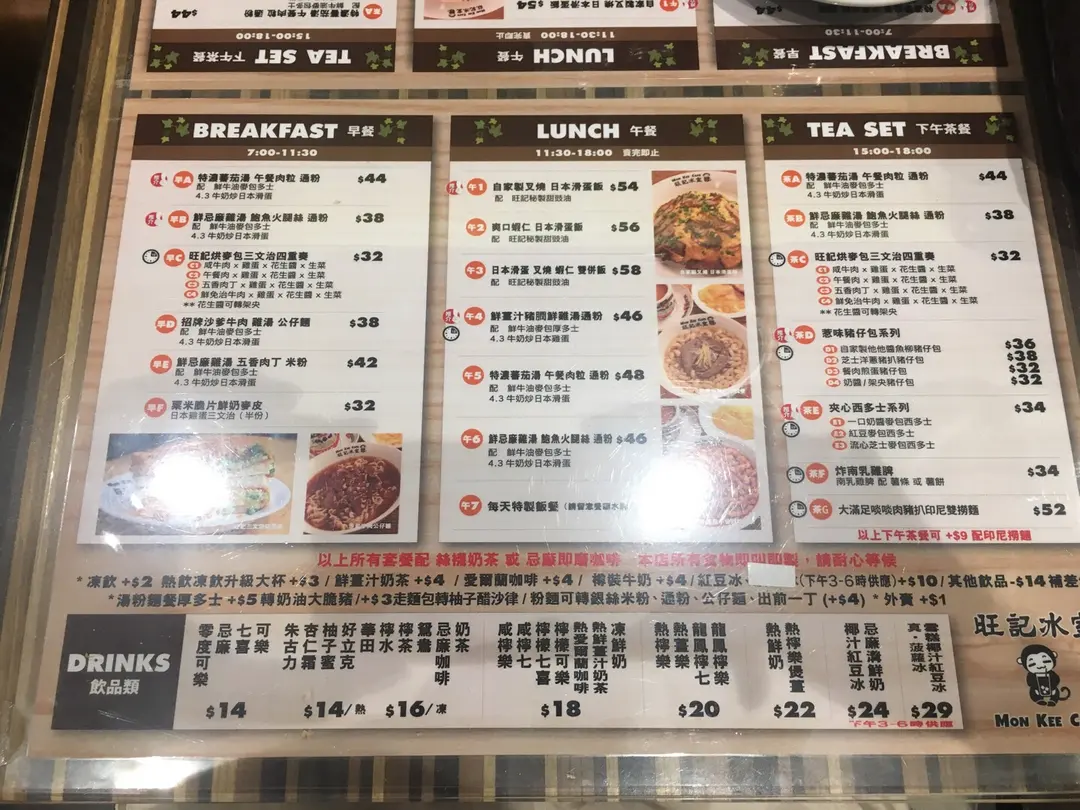 BREAKFAST 早餐
7:00-11:30
早A 特濃蕃茄湯 午餐肉粒 通粉 $44
配 鮮牛油麥包多士
4.3 牛奶炒日本滑蛋
早B 鮮忌廉雞湯 鮑魚火腿絲 通粉 $38
配 鮮牛油麥包多士
4.3 牛奶炒日本滑蛋
早C 旺記烘麥包三文治四重奏 $32
C1 咸牛肉 x 雞蛋 x 花生醬 x 生菜
C2 午餐肉 x 雞蛋 x 花生醬 x 生菜
C3 五香肉丁 x 雞蛋 x 花生醬 x 生菜
C4 鮮免治牛肉 x 雞蛋 x 花生醬 x 生菜
** 花生醬可轉架央
早D 招牌沙爹牛肉 雞湯 公仔麵 $38
配 鮮牛油麥包多士
4.3 牛奶炒日本滑蛋
早E 鮮忌廉雞湯 五香肉丁 米粉 $42
配 鮮牛油麥包多士
4.3 牛奶炒日本滑蛋
早F 粟米脆片鮮奶麥皮 $32
日本雞蛋三文治 (半份)
LUNCH 午餐
11:30-18:00 賣完即止
午1 自家製叉燒 日本滑蛋飯 $54
配 旺記秘製甜豉油
午2 爽口蝦仁 日本滑蛋飯 $56
配 旺記秘製甜豉油
午3 日本滑蛋 叉燒 蝦仁 雙併飯 $58
配 旺記秘製甜豉油
午4 鮮薑汁豬膶鮮雞湯通粉 $46
配 鮮牛油麥包厚多士
4.3 牛奶炒日本雞蛋
午5 特濃蕃茄湯 午餐肉粒 通粉 $48
配 鮮牛油麥包多士
4.3 牛奶炒日本滑蛋
午6 鮮忌廉雞湯 鮑魚火腿絲 通粉 $46
配 鮮牛油麥包多士
4.3 牛奶炒日本滑蛋
午7 每天特製飯餐
TEA SET 下午茶餐
15:00-18:00
茶A 特濃蕃茄湯 午餐肉粒 通粉 $44
配 鮮牛油麥包多士
4.3 牛奶炒日本滑蛋
茶B 鮮忌廉雞湯 鮑魚火腿絲 通粉 $38
配 鮮牛油麥包多士
4.3 牛奶炒日本滑蛋
茶C 旺記烘麥包三文治四重奏 $32
C1 咸牛肉 x 雞蛋 x 花生醬 x 生菜
C2 午餐肉 x 雞蛋 x 花生醬 x 生菜
C3 五香肉丁 x 雞蛋 x 花生醬 x 生菜
C4 鮮免治牛肉 x 雞蛋 x 花生醬 x 生菜
** 花生醬可轉架央
茶D 惹味豬仔包系列
D1 自家製他他醬魚柳豬仔包 $36
D2 芝士洋蔥豬扒豬仔包 $38
D3 餐肉煎蛋豬仔包 $32
D4 奶醬/架央豬仔包 $32
茶E 夾心西多士系列 $34
E1 一口奶醬麥包西多士
E2 紅豆麥包西多士
E3 流心芝士麥包西多士
茶F 炸南乳雞脾 $34
南乳雞脾 配 薯條 或 薯餅
茶G 大滿足啖啖肉豬扒印尼雙撈麵 $52
以上下午茶餐可 +$9 配印尼撈麵
以上所有套餐配 絲襪奶茶 或 忌廉即磨咖啡 本店所有食物即叫即製，請耐心等候
* 凍飲+$2 熱飲凍飲升級大杯+$3 / 鮮薑汁奶茶+$4 / 愛爾蘭咖啡+$4 / 樽裝牛奶+$4 / 紅豆冰 (下午3-6時供應)+$10 / 其他飲品-$14 補差
*湯粉麵餐厚多士+$5 轉奶油大脆豬/+$3 走麵包轉柚子醋沙律 / 粉麵可轉銀絲米粉、通粉、公仔麵、出前一丁 (+$4) * 外賣 +$1
DRINKS
飲品類
可樂
七喜
忌廉
零度可樂
$14
奶茶
忌廉咖啡
鴛鴦
檸茶
檸水
華田
好立克
柚子蜜
杏仁霜
朱古力
$14/熱 $16/凍
凍鮮奶
熱鮮薑汁奶茶
熱愛爾蘭咖啡
檸檬可樂
檸檬七喜
咸檸七
咸檸樂
$18
龍鳳檸樂
龍鳳檸七
熱薑樂
熱檸樂
$20
熱檸樂煲薑
熱鮮奶
$22
忌廉溝鮮奶
椰汁紅豆冰
$24
雪糕椰汁紅豆冰
真·菠蘿冰
$29
下午3-6時供應
旺記冰室
MON KEE C